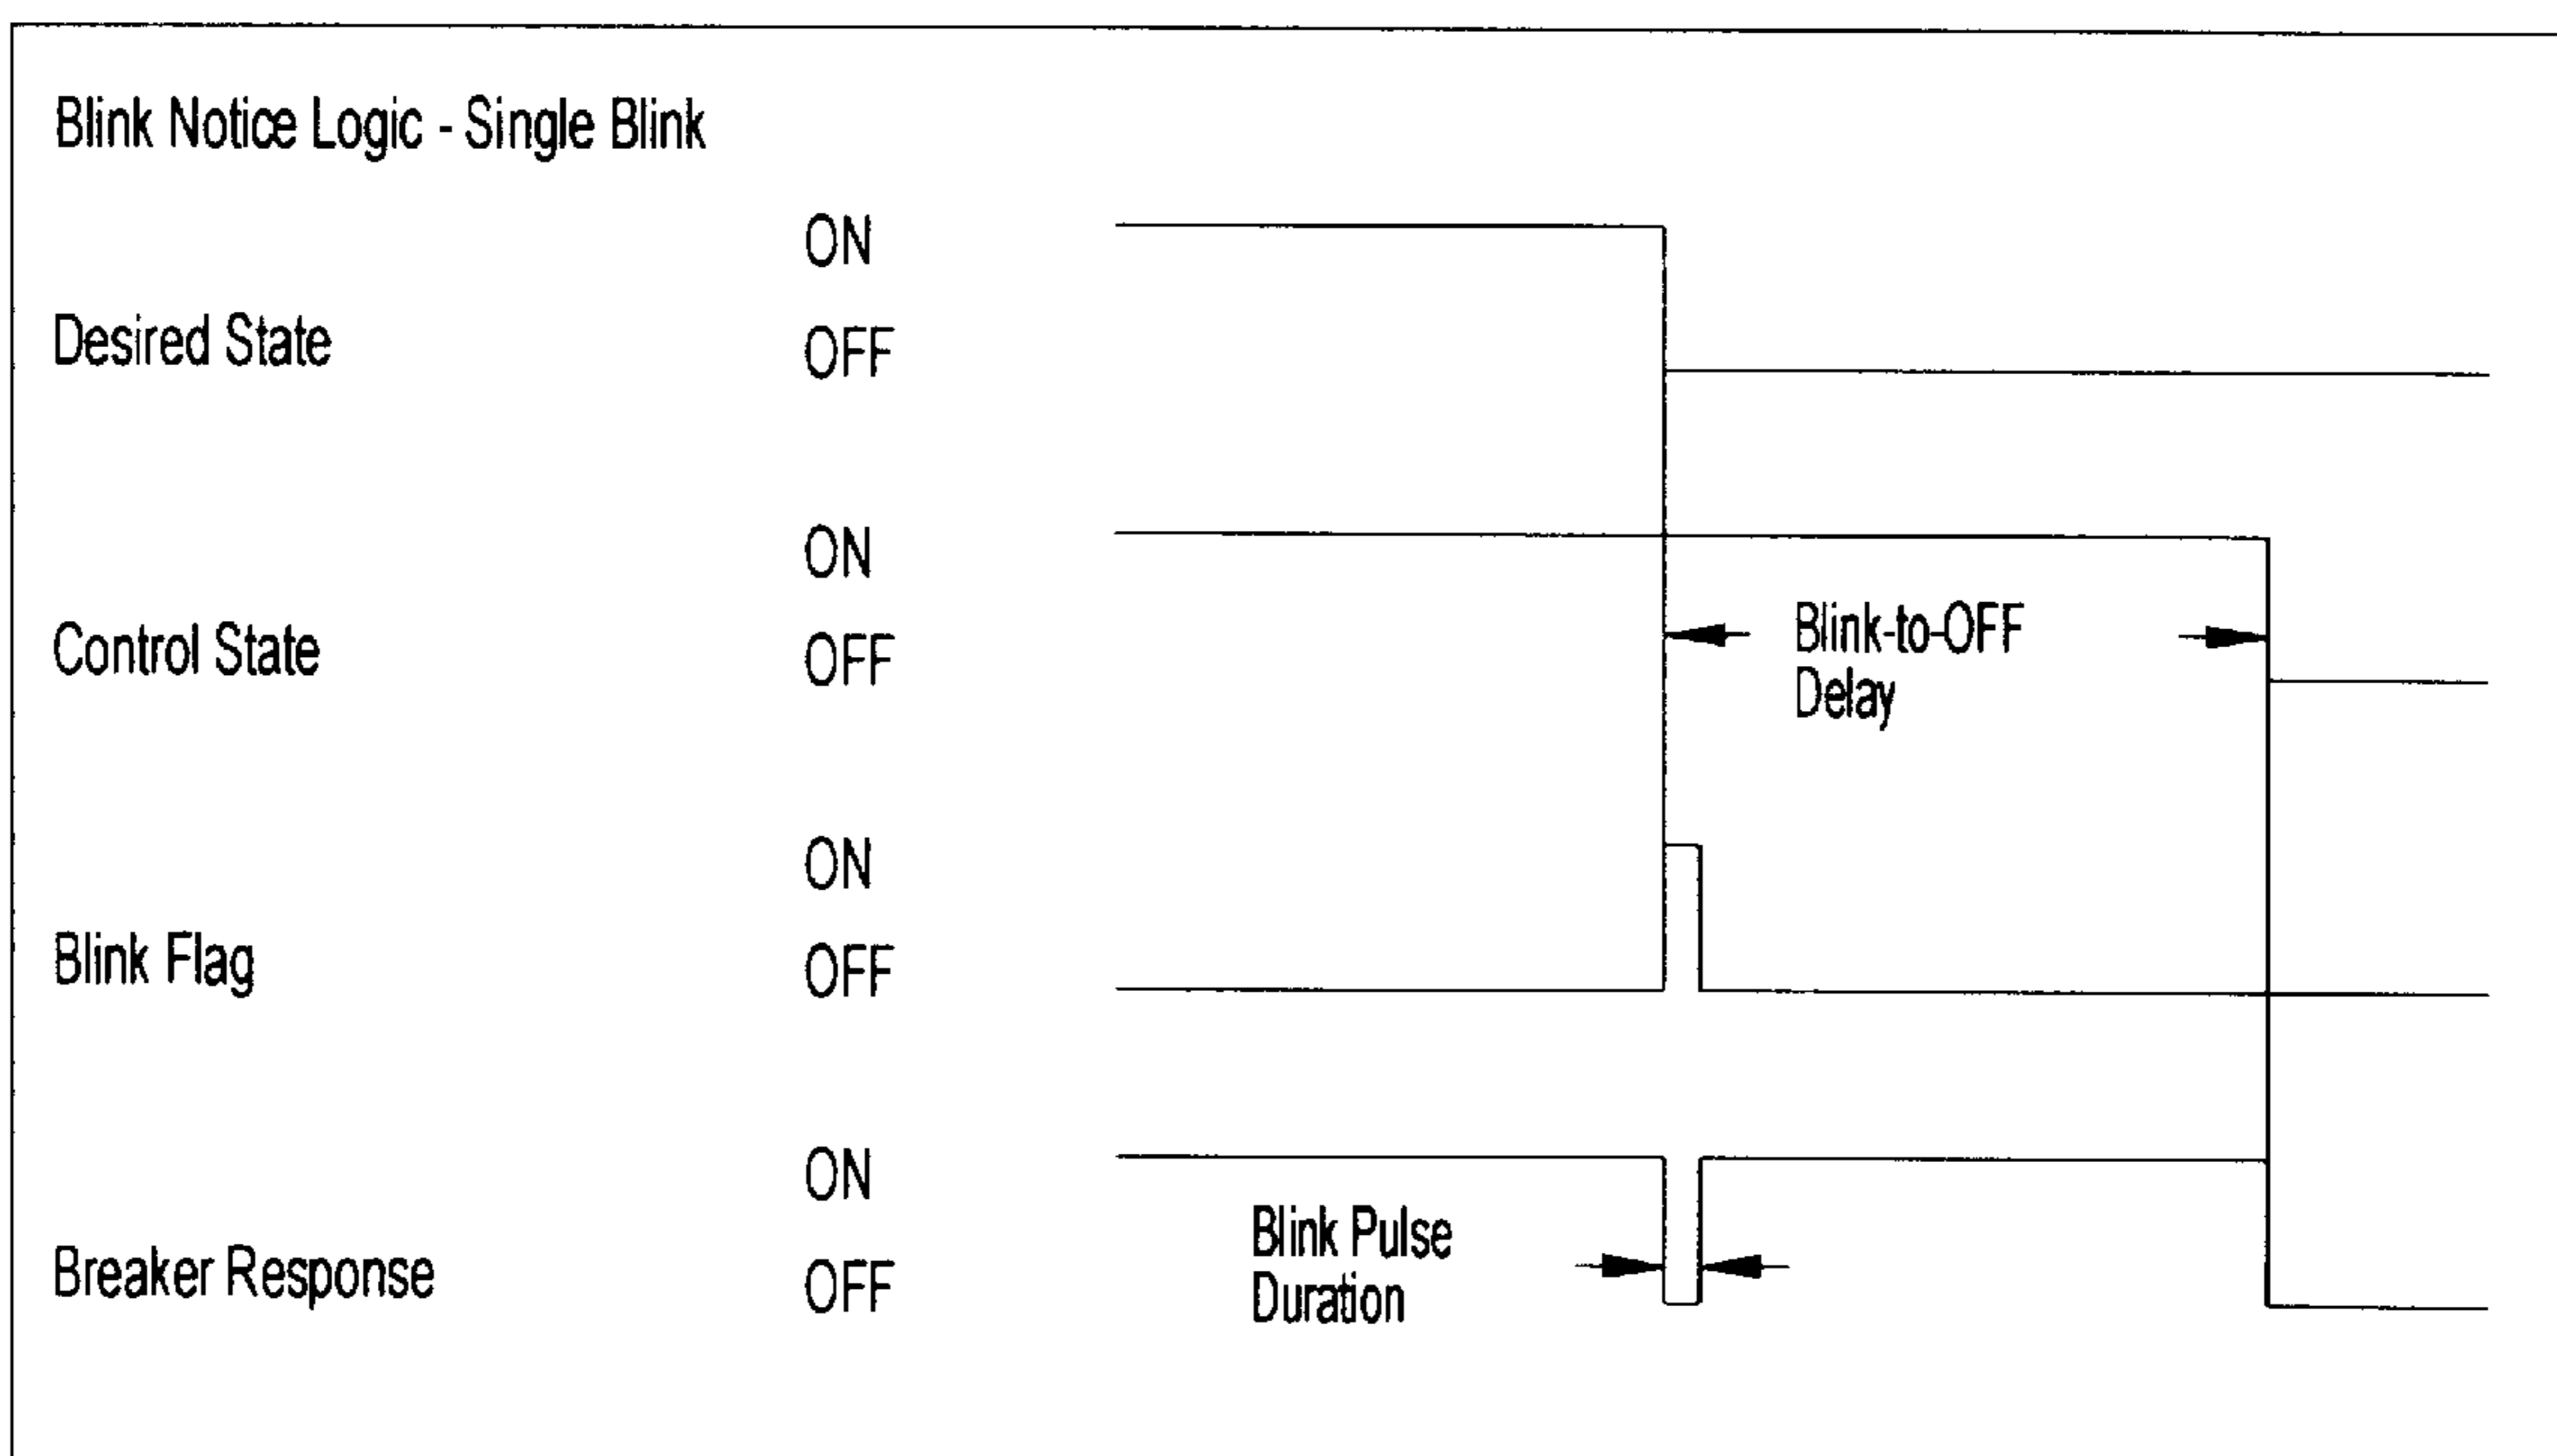 Blink Notice Logic - Single Blink
ON
Desired State OFF
ON
Control State OFF
Blink-to-OFF
Delay
ON
Blink Flag OFF
ON
Breaker Response OFF
Blink Pulse
Duration